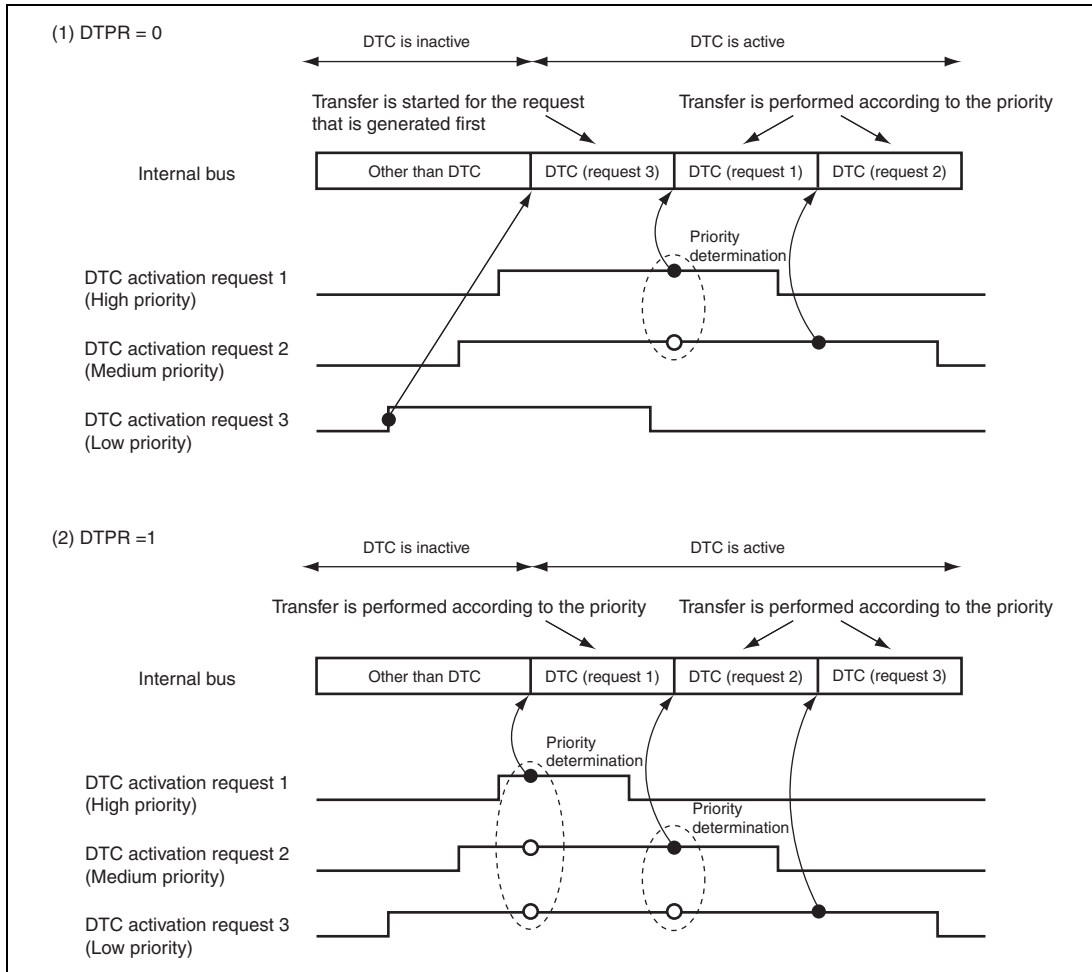 (1) DTPR = 0
DTC is inactive
DTC is active
Transfer is started for the request
that is generated first
Transfer is performed according to the priority
Internal bus
Other than DTC
DTC (request 3)
DTC (request 1)
DTC (request 2)
Priority
determination
DTC activation request 1
(High priority)
DTC activation request 2
(Medium priority)
DTC activation request 3
(Low priority)
(2) DTPR =1
DTC is inactive
DTC is active
Transfer is performed according to the priority
Transfer is performed according to the priority
Internal bus
Other than DTC
DTC (request 1)
DTC (request 2)
DTC (request 3)
Priority
determination
DTC activation request 1
(High priority)
Priority
determination
DTC activation request 2
(Medium priority)
DTC activation request 3
(Low priority)